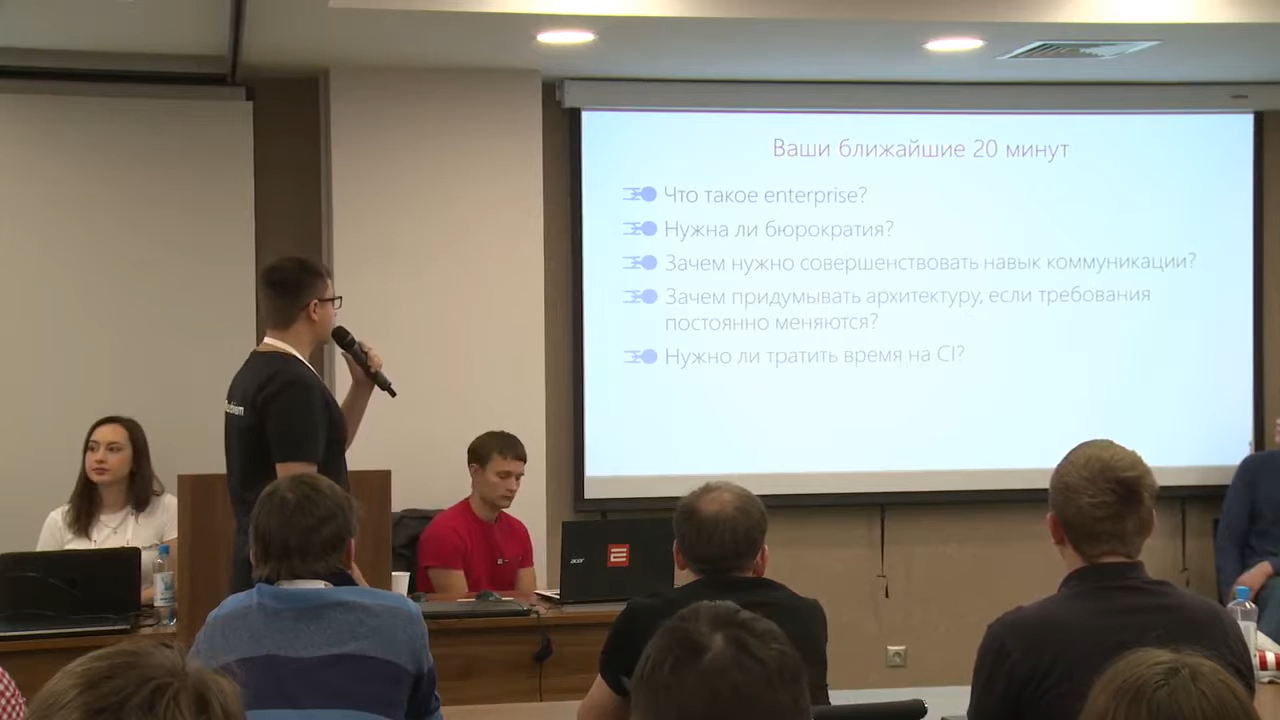 Ваши ближайшие 20 минут
Что такое enterprise?
Нужна ли бюрократия?
Зачем нужно совершенствовать навык коммуникации?
Зачем придумывать архитектуру, если требования
постоянно меняются?
Нужно ли тратить время на CI?
acer